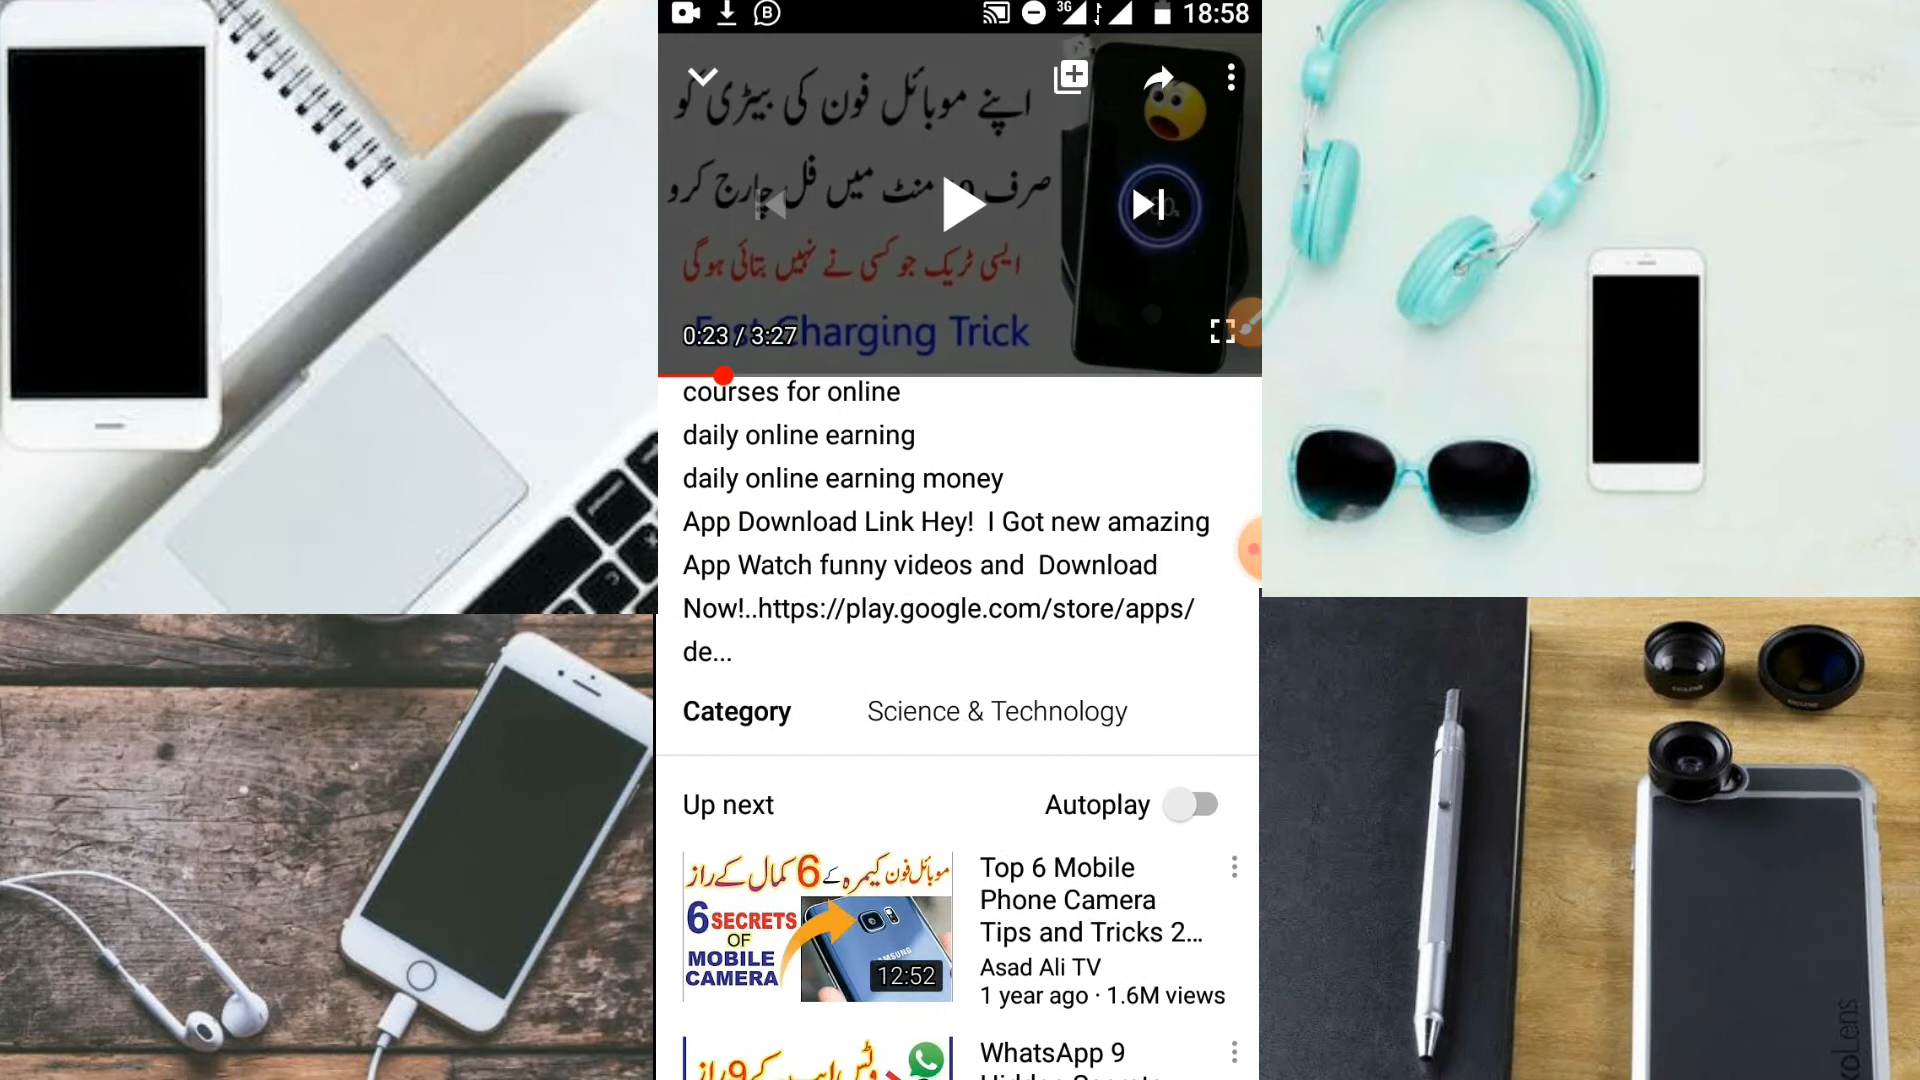 3G 18:58
اپنے موبائل فون کی بیڑی کو
صرف منٹ میں فل چارج کرو
ایسی ٹریک جو کسی نے نہیں بتائی ہوگی
Charging Trick
0:23 / 3:27
courses for online
daily online earning
daily online earning money
App Download Link Hey! I Got new amazing
App Watch funny videos and Download
Now!..https://play.google.com/store/apps/
de...
Category Science & Technology
Up next Autoplay
موبائل فون کیمرہ کے 6 کمال کے راز
6 SECRETS
OF
MOBILE
CAMERA
SAMSUNG
12:52
Top 6 Mobile
Phone Camera
Tips and Tricks 2...
Asad Ali TV
1 year ago · 1.6M views
WhatsApp 9